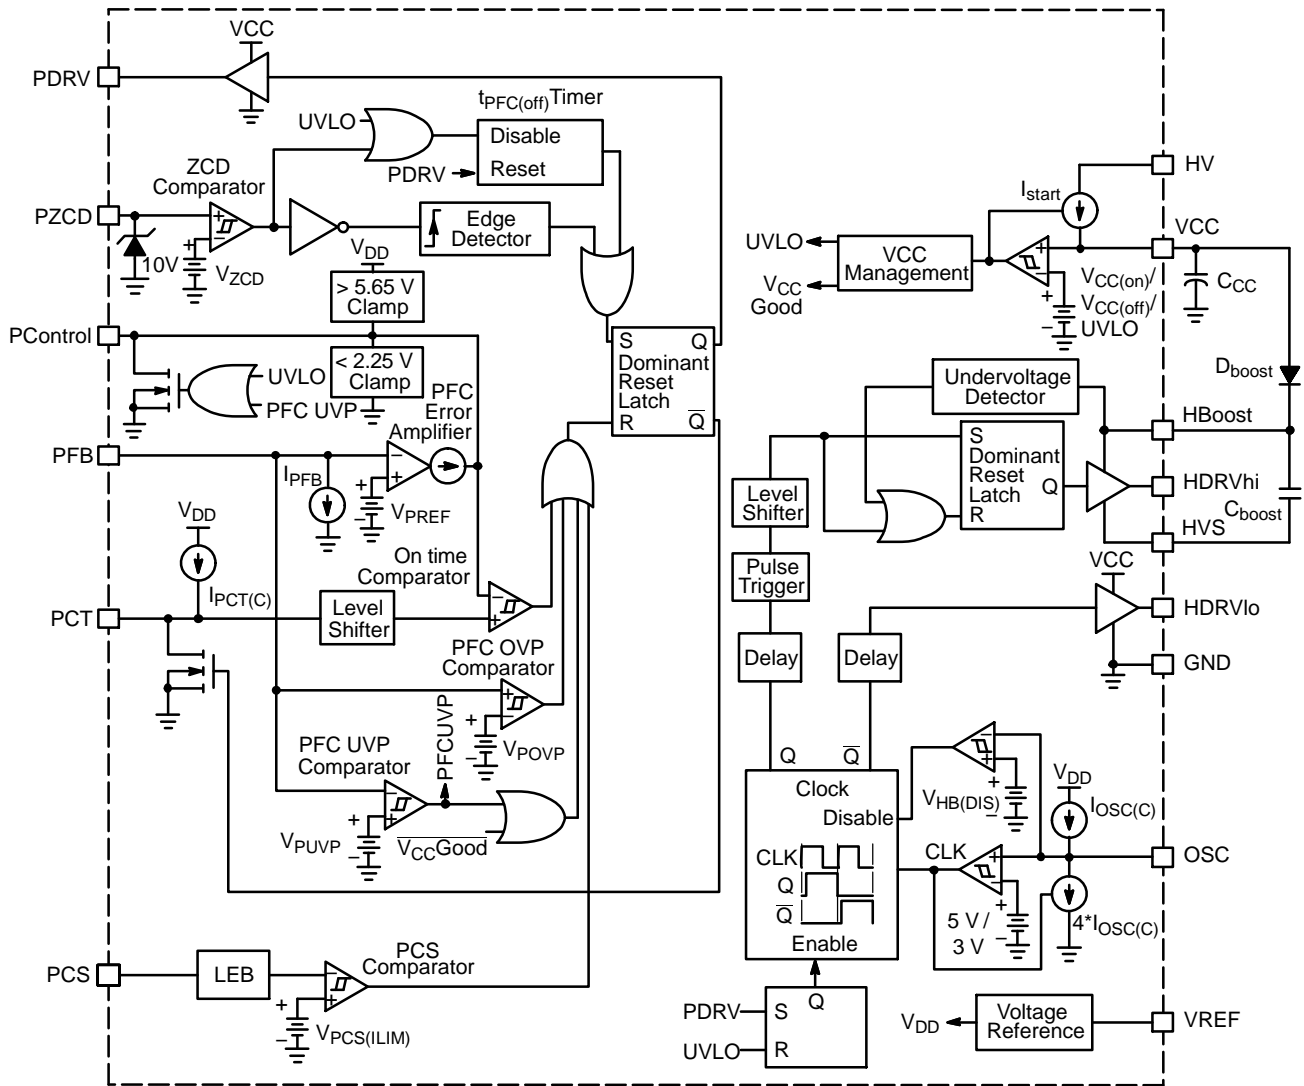 VCC
PDRV
tPFC(off) Timer
UVLO
Disable
Reset
PDRV
ZCD
Comparator
PZCD
+
−
+
−
10V
VZCD
Edge
Detector
VDD
> 5.65 V
Clamp
PControl
< 2.25 V
Clamp
UVLO
PFC UVP
PFC
Error
Amplifier
S Q
Dominant
Reset
Latch
R Q
PFB
IPFB
−
+
+
−
VPREF
VDD
IPCT(C)
On time
Comparator
PCT
Level
Shifter
−
+
PFC OVP
Comparator
+
−
+
−
VPOVP
PFCUVP
PFC UVP
Comparator
−
+
+
−
VPUVP
VCCGood
PCS
LEB
PCS
Comparator
−
+
+
−
VPCS(ILIM)
HV
Istart
VCC
UVLO
VCC
Management
VCC
Good
+
−
+
−
VCC(on)/
VCC(off)/
UVLO
CCC
Dboost
Undervoltage
Detector
HBoost
S
Dominant
Reset
Latch
Q
R
HDRVhi
Cboost
HVS
Level
Shifter
Pulse
Trigger
VCC
HDRVlo
Delay
Delay
GND
Q Q
Clock
Disable
−
+
+
−
VHB(DIS)
VDD
IOSC(C)
CLK
Q
Q
Enable
CLK
+
−
+
−
5 V /
3 V
OSC
4*IOSC(C)
Q
PDRV
S
UVLO
R
VDD
Voltage
Reference
VREF